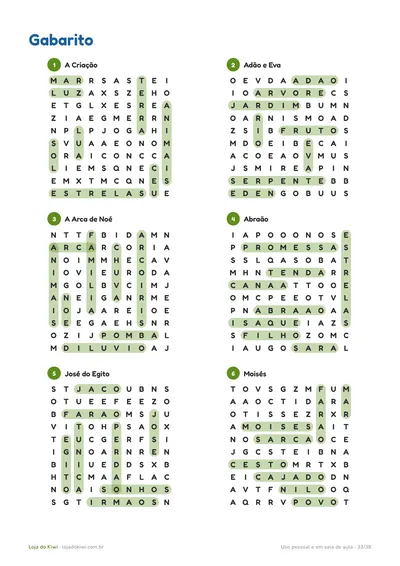 Gabarito
1 A Criação
M A R R S A S T E I
L U Z A X S Z E H O
E T G L X E S R E A
Z I A E G M E R R N
N P L P J O G A H I
S V U A A E O N O M
O R A I C O N C C A
L E I M S Q N E C I
E M X T M C Q N E S
E S T R E L A S U E
2 Adão e Eva
O E V D A A D A O I
I O A R V O R E C S
J A R D I M B U M N
O A R N I S M O A D
Z S I B F R U T O S
M D O E I B E C A I
A C O E A O V M U S
J S M I R E A P I N
S E R P E N T E B B
E D E N G O B U U S
3 A Arca de Noé
N T T F B I D A M N
A R C A R C O R I A
N O I M M H E C A V
I O V I E U R O D A
M G O L B V C I M J
A N E I G A N R M E
I O J A A R E I O E
S E E G A E H S N R
O Z I J P O M B A L
M D I L U V I O A J
4 Abraão
I A P O O O N O S E
P P R O M E S S A S
S S L Q A S O B A T
M H N T E N D A R R
C A N A A T T O O E
O M C P E E O T V L
P N A B R A A O A A
I S A Q U E I A Z S
S F I L H O Z O M C
I A U G O S A R A L
5 José do Egito
S T J A C O U B N S
O T U E E F E E Z O
B F A R A O M S J U
V I T O H P S A O X
T E U C G E R F S I
I G N O A R N R E N
B I I U E D D S X B
H T C M A A F L A C
N O A I S O N H O S
S G T I R M A O S N
6 Moisés
T O V S G Z M F U M
A A O C T I D A R A
O T I S S E Z R X R
A M O I S E S A I T
N O S A R C A O C E
J G C S T E I B N A
C E S T O M R T X B
E I C A J A D O D N
A V T F N I L O O Q
A Q R R V P O V O T
Loja do Kiwi · lojadokiwi.com.br
Uso pessoal e em sala de aula · 33/38